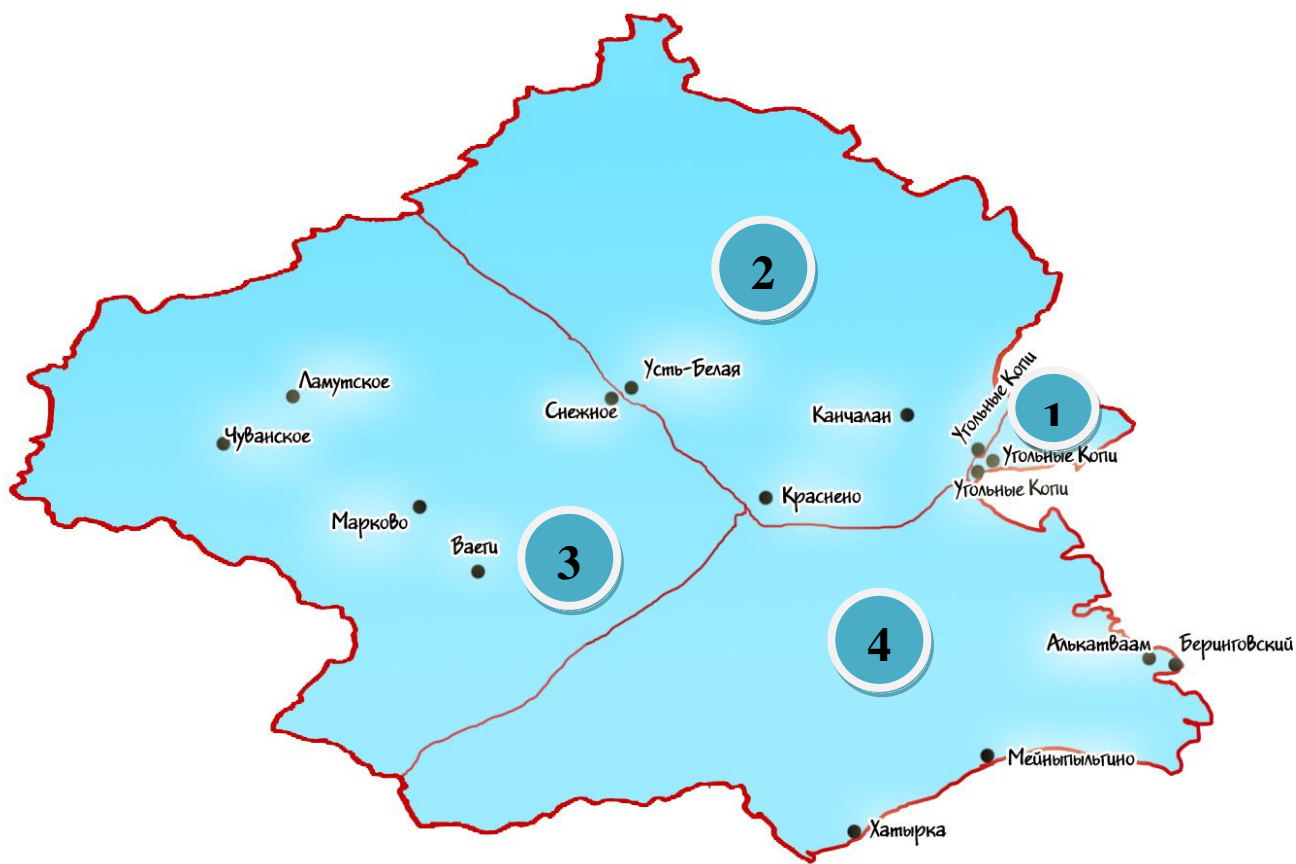 2
Усть-Белая
Ламутское
Снежное
Канчалан
Угольные Копи
1
Чуванское
Угольные Копи
Угольные Копи
Краснено
Марково
Ваеги
3
4
Алькатваам
Беринговский
Мейныпыльгино
Хатырка